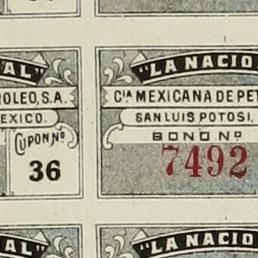 AL"
ROLEO, S.A.
EXICO.
CUPON Nº
36
"LA NACIO
CIA MEXICANA DE PET
SAN LUIS POTOSI,
BONO Nº
7492
AL"
"LA NACIO